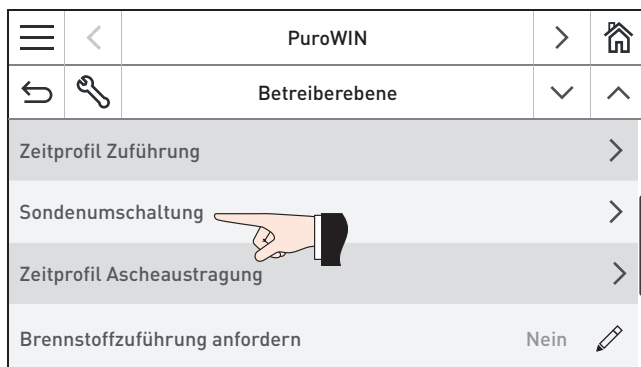 PuroWIN
Betreiberebene
Zeitprofil Zuführung
Sondenumschaltung
Zeitprofil Ascheaustragung
Brennstoffzuführung anfordern Nein